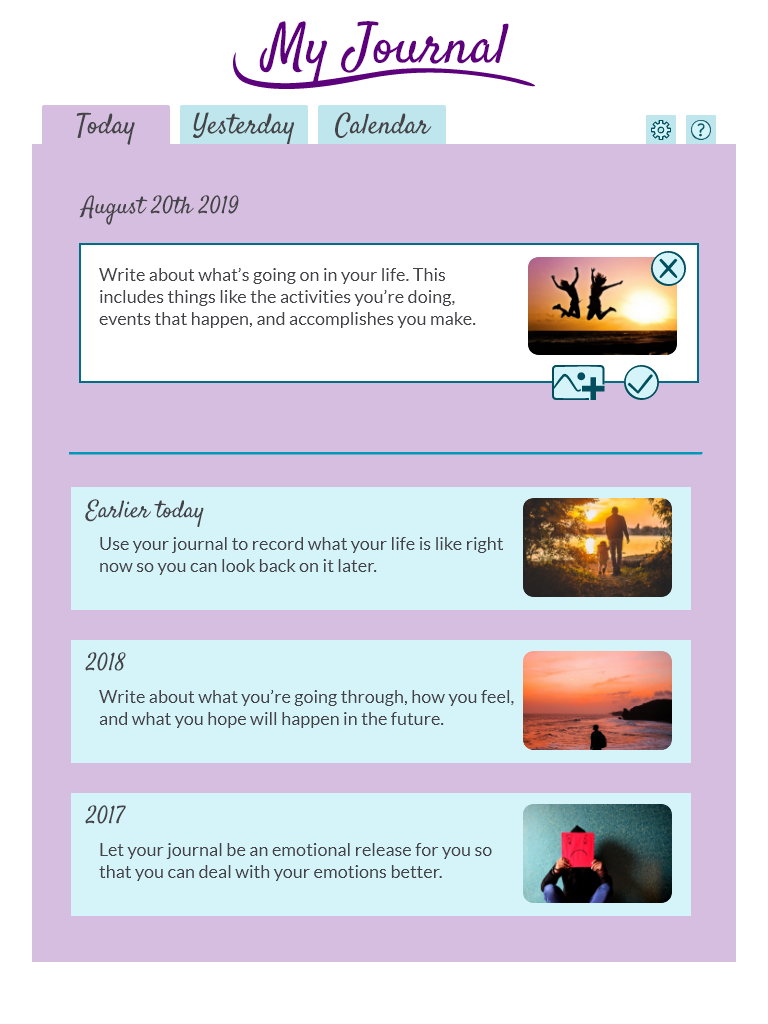 My Journal
Today
Yesterday
Calendar
?
August 20th 2019
Write about what’s going on in your life. This
includes things like the activities you’re doing,
events that happen, and accomplishes you make.
Earlier today
Use your journal to record what your life is like right
now so you can look back on it later.
2018
Write about what you’re going through, how you feel,
and what you hope will happen in the future.
2017
Let your journal be an emotional release for you so
that you can deal with your emotions better.